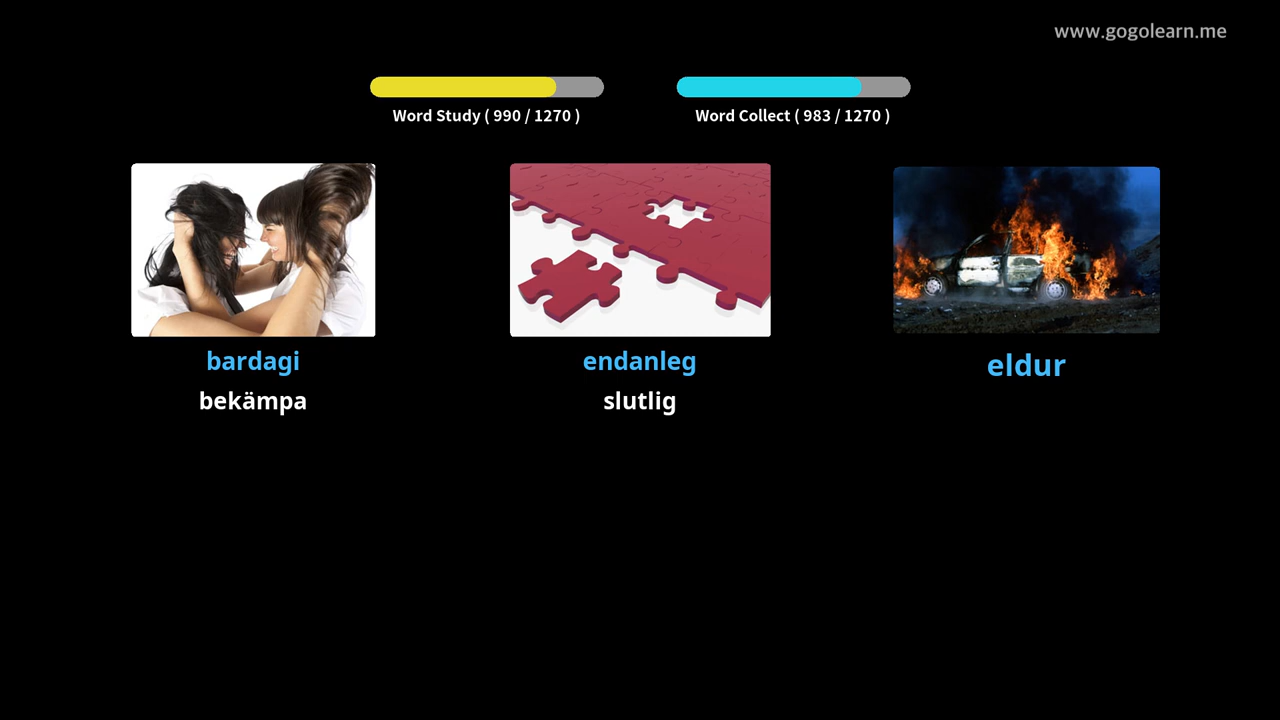 www.gogolearn.me
Word Study ( 990 / 1270 )
Word Collect ( 983 / 1270 )
bardagi
bekämpa
endanleg
slutlig
eldur